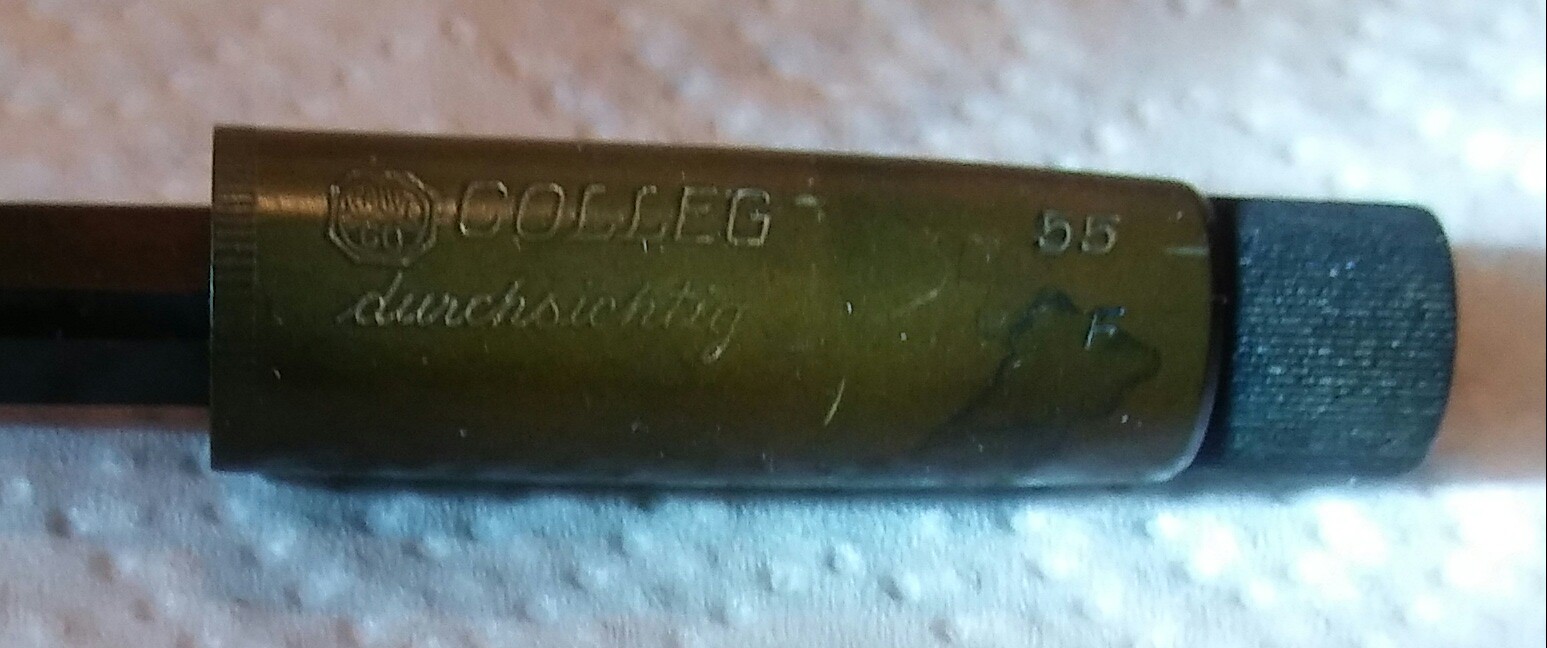 COLLEG 55
durchsichtig F